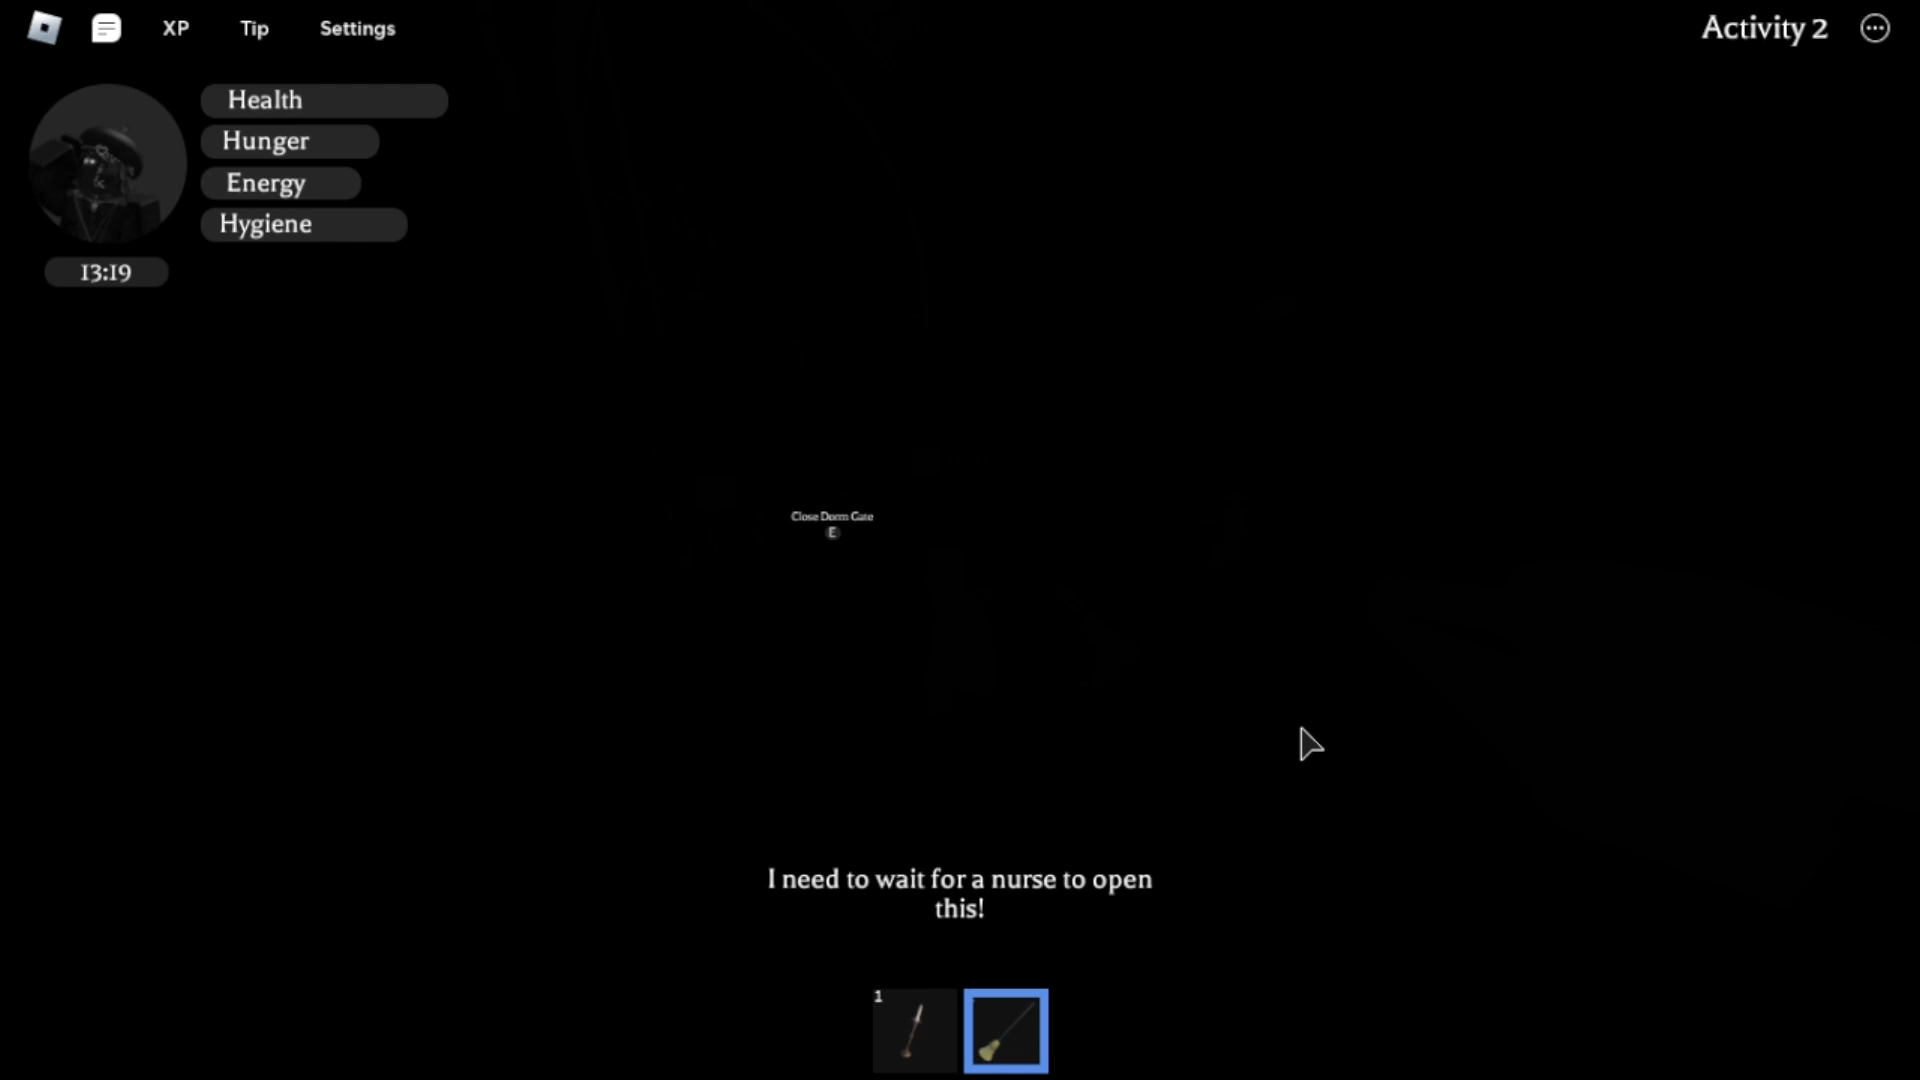 XP Tip Settings
Activity 2
Health
Hunger
Energy
Hygiene
13:19
Close Dorm Gate
E
I need to wait for a nurse to open
this!
1